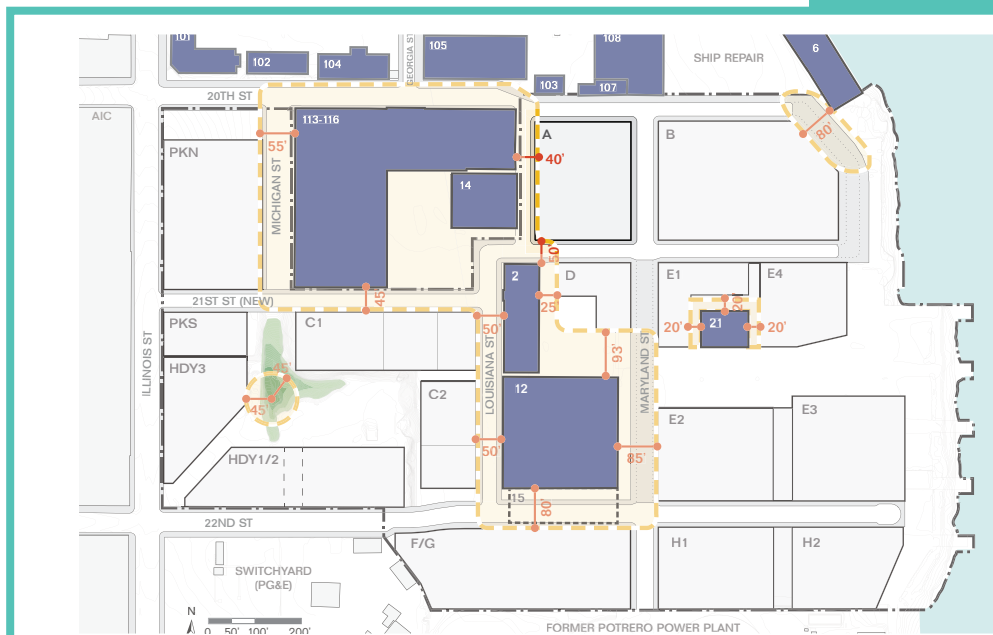 101
102
104
GEORGIA ST
105
103
108
107
SHIP REPAIR
6
20TH ST
AIC
113-116
A
B
80'
PKN
55'
MICHIGAN ST
40'
14
50'
2
D
E1
E4
45'
21ST ST (NEW)
25'
20'
PKS
C1
50'
20'
21
20'
ILLINOIS ST
HDY3
LOUISIANA ST
93'
MARYLAND ST
45'
45'
12
C2
E2
E3
50'
85'
HDY1/2
15
80'
22ND ST
F/G
H1
H2
SWITCHYARD
(PG&E)
N
0 50' 100' 200'
FORMER POTRERO POWER PLANT